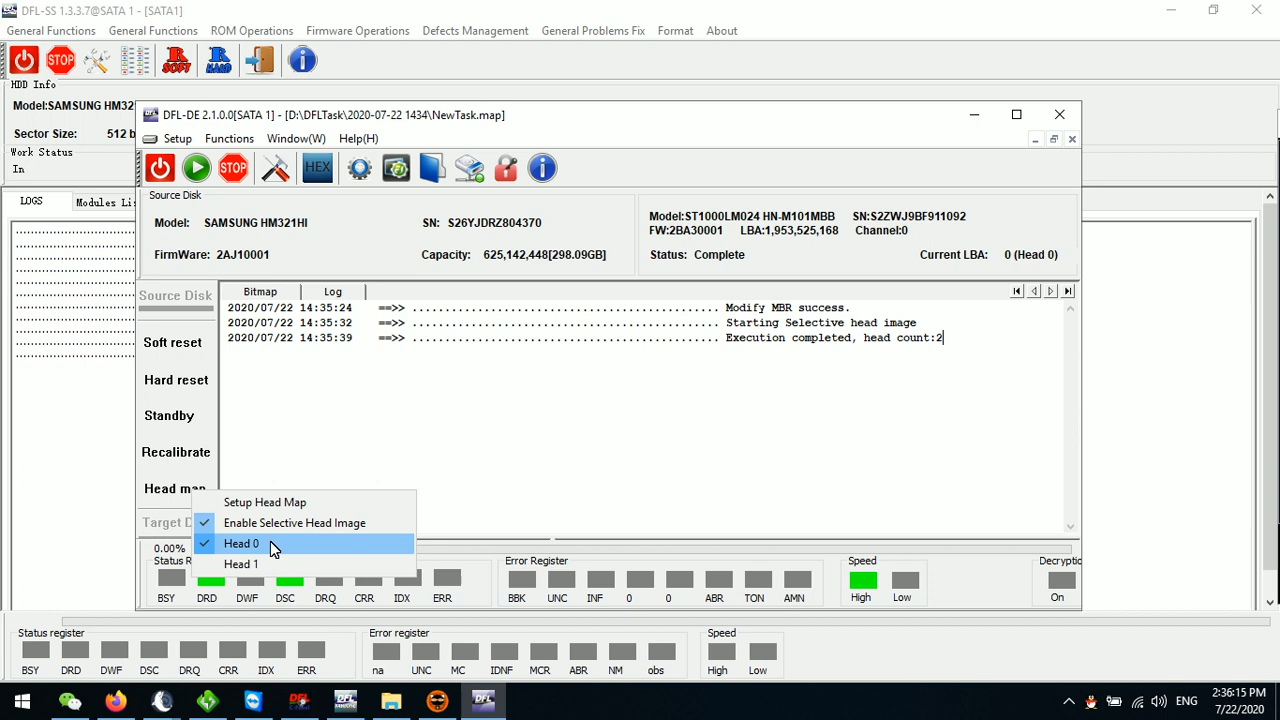 DFL-SS 1.3.3.7@SATA 1 - [SATA1]
General Functions General Functions ROM Operations Firmware Operations Defects Management General Problems Fix Format About
STOP R SOFT R HARD
HDD Info
Model:SAMSUNG HM32
Sector Size: 512 b
Work Status
In
LOGS Modules Lis
DFL-DE 2.1.0.0[SATA 1] - [D:\DFLTask\2020-07-22 1434\NewTask.map]
Setup Functions Window(W) Help(H)
STOP HEX
Source Disk
Model: SAMSUNG HM321HI SN: S26YJDRZ804370
FirmWare: 2AJ10001 Capacity: 625,142,448[298.09GB]
Model:ST1000LM024 HN-M101MBB SN:S2ZWJ9BF911092
FW:2BA30001 LBA:1,953,525,168 Channel:0
Status: Complete Current LBA: 0 (Head 0)
Source Disk
Soft reset
Hard reset
Standby
Recalibrate
Head map
Target D
Bitmap Log
2020/07/22 14:35:24 ==>> ............................................... Modify MBR success.
2020/07/22 14:35:32 ==>> ............................................... Starting Selective head image
2020/07/22 14:35:39 ==>> ............................................... Execution completed, head count:2
Setup Head Map
Enable Selective Head Image
Head 0
Head 1
0.00%
Status R
BSY DRD DWF DSC DRQ CRR IDX ERR
Error Register
BBK UNC INF 0 0 ABR TON AMN
Speed
High Low
Decryptic
On
Status register
BSY DRD DWF DSC DRQ CRR IDX ERR
Error register
na UNC MC IDNF MCR ABR NM obs
Speed
High Low
ENG
2:36:15 PM
7/22/2020